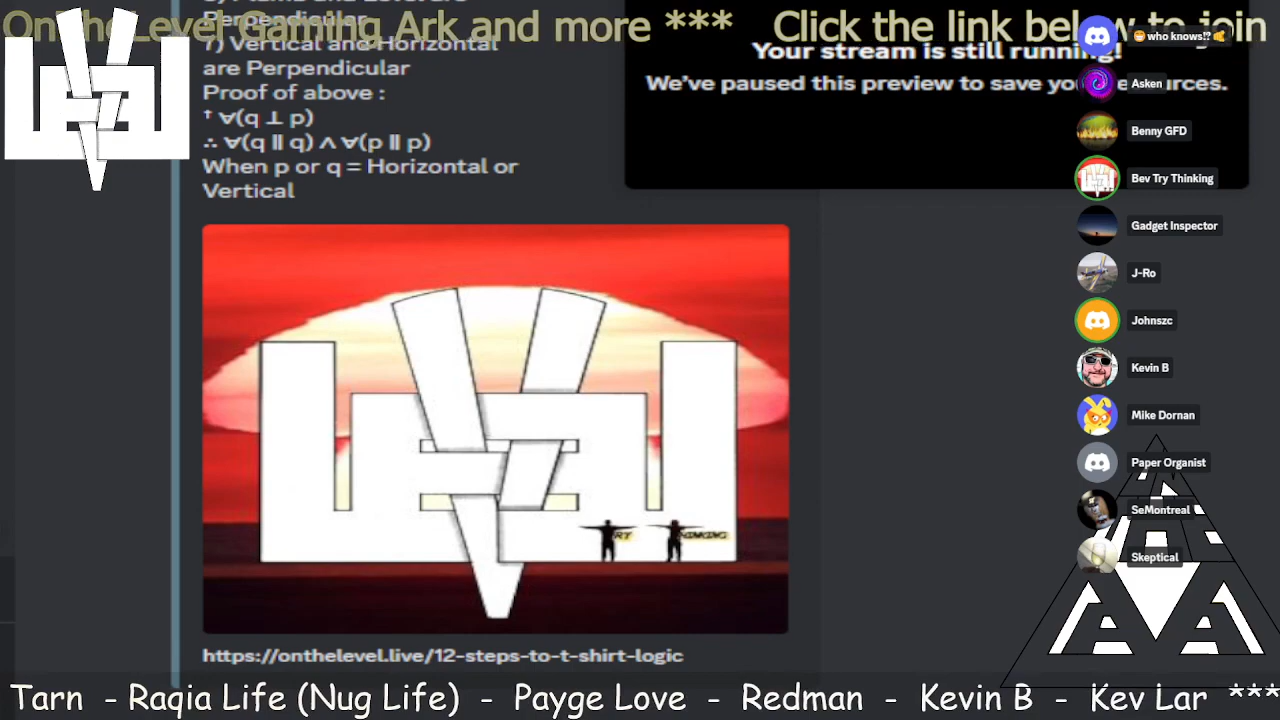 OntheLevel Gaming Ark and more *** Click the link below to join
Perpendicular
7) Vertical and Horizontal
are Perpendicular
Proof of above :
† ∀(q ⊥ p)
∴ ∀(q ∥ q) ∧ ∀(p ∥ p)
When p or q = Horizontal or
Vertical
https://onthelevel.live/12-steps-to-t-shirt-logic
Your stream is still running!
We've paused this preview to save your resources.
who knows!?
Asken
Benny GFD
Bev Try Thinking
Gadget Inspector
J-Ro
Johnszc
Kevin B
Mike Dornan
Paper Organist
SeMontreal
Skeptical
Tarn - Raqia Life (Nug Life) - Payge Love - Redman - Kevin B - Kev Lar ***